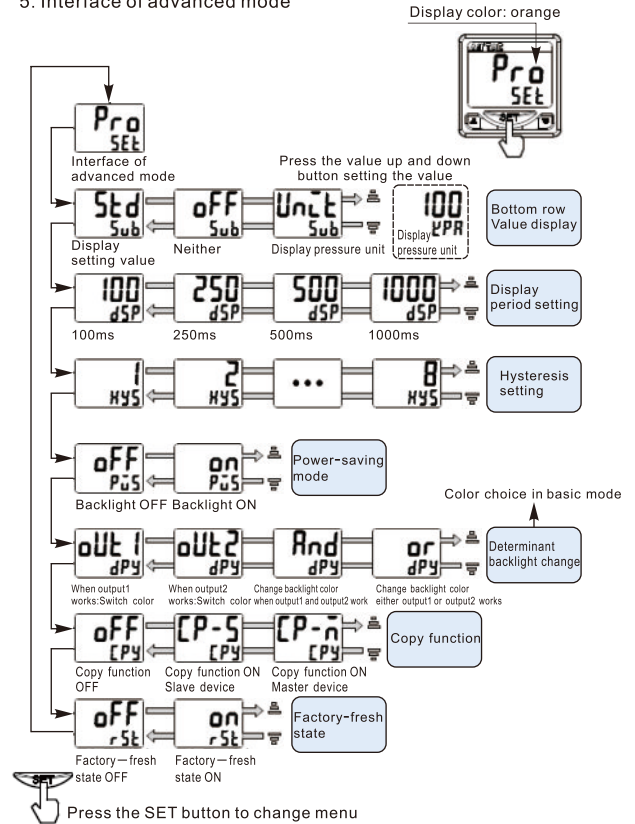 5. Interface of advanced mode
Display color: orange
Pro
SEt
SET
Pro
SEt
Interface of
advanced mode
Press the value up and down
button setting the value
Std
Sub
oFF
Sub
Unit
Sub
100
KPA
Display
pressure unit
Bottom row
Value display
Display
setting value
Neither
Display pressure unit
100
dSP
250
dSP
500
dSP
1000
dSP
Display
period setting
100ms
250ms
500ms
1000ms
1
HYS
2
HYS
...
8
HYS
Hysteresis
setting
oFF
PwS
on
PwS
Power-saving
mode
Backlight OFF
Backlight ON
Color choice in basic mode
oUt 1
dPY
oUt2
dPY
And
dPY
or
dPY
Determinant
backlight change
When output1
works:Switch color
When output2
works:Switch color
Change backlight color
when output1 and output2 work
Change backlight color
either output1 or output2 works
oFF
CPY
CP-S
CPY
CP-m
CPY
Copy function
Copy function
OFF
Copy function ON
Slave device
Copy function ON
Master device
oFF
rSt
on
rSt
Factory-fresh
state
Factory—fresh
state OFF
Factory—fresh
state ON
SET
Press the SET button to change menu